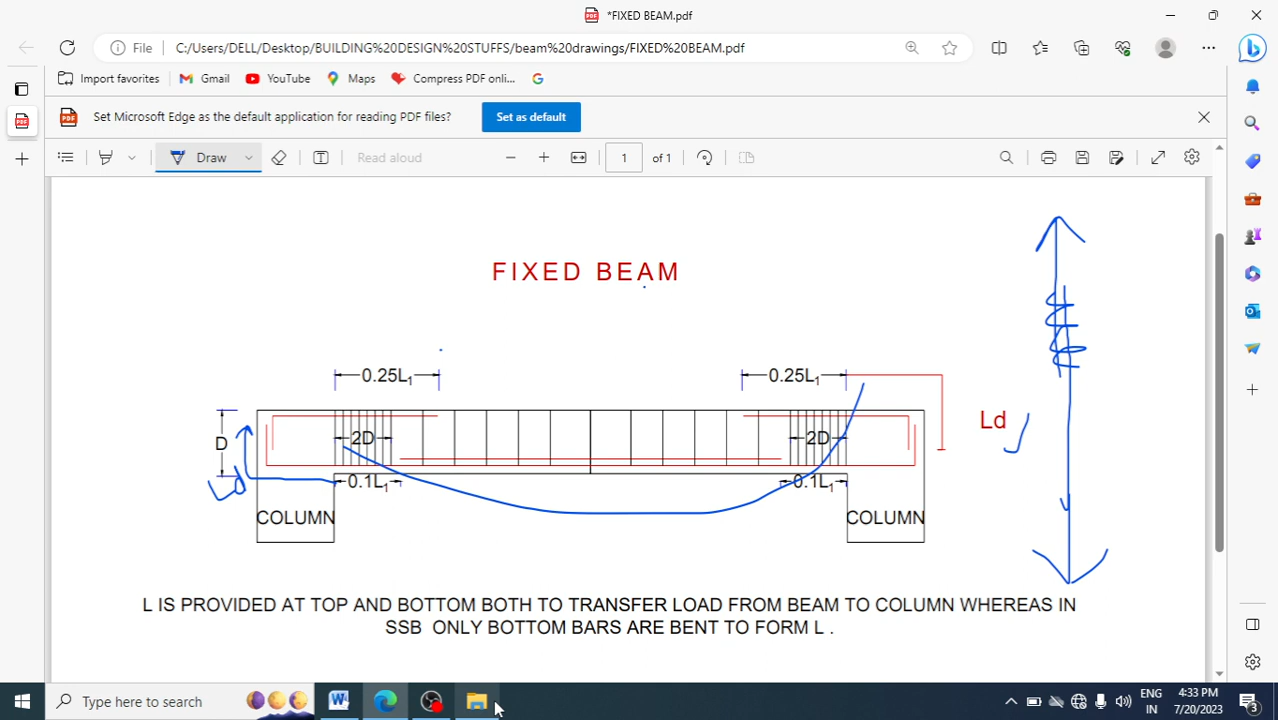 *FIXED BEAM.pdf
File
C:/Users/DELL/Desktop/BUILDING%20DESIGN%20STUFFS/beam%20drawings/FIXED%20BEAM.pdf
Import favorites
Gmail
YouTube
Maps
Compress PDF onli...
Set Microsoft Edge as the default application for reading PDF files?
Set as default
Draw
Read aloud
1
of 1
FIXED BEAM
0.25L1
0.25L1
D
2D
2D
Ld
Ld
0.1L1
0.1L1
COLUMN
COLUMN
L IS PROVIDED AT TOP AND BOTTOM BOTH TO TRANSFER LOAD FROM BEAM TO COLUMN WHEREAS IN
SSB ONLY BOTTOM BARS ARE BENT TO FORM L .
Type here to search
ENG
IN
4:33 PM
7/20/2023
3